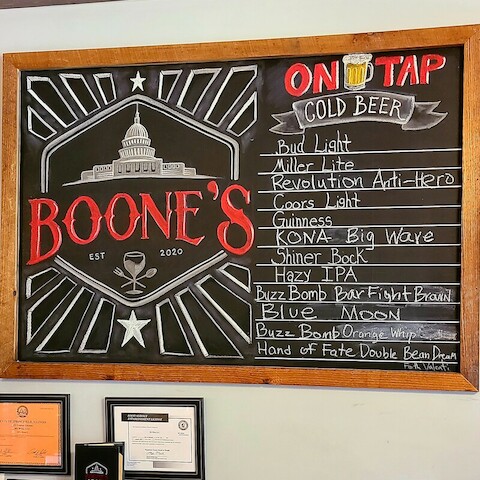 BOONE'S
EST 2020
ON TAP
COLD BEER
Bud Light
Miller Lite
Revolution Anti-Hero
Coors Light
Guinness
KONA Big Wave
Shiner Bock
Hazy IPA
Buzz Bomb Bar Fight Brown
Blue Moon
Buzz Bomb Orange Whip
Hand of Fate Double Bean Dream